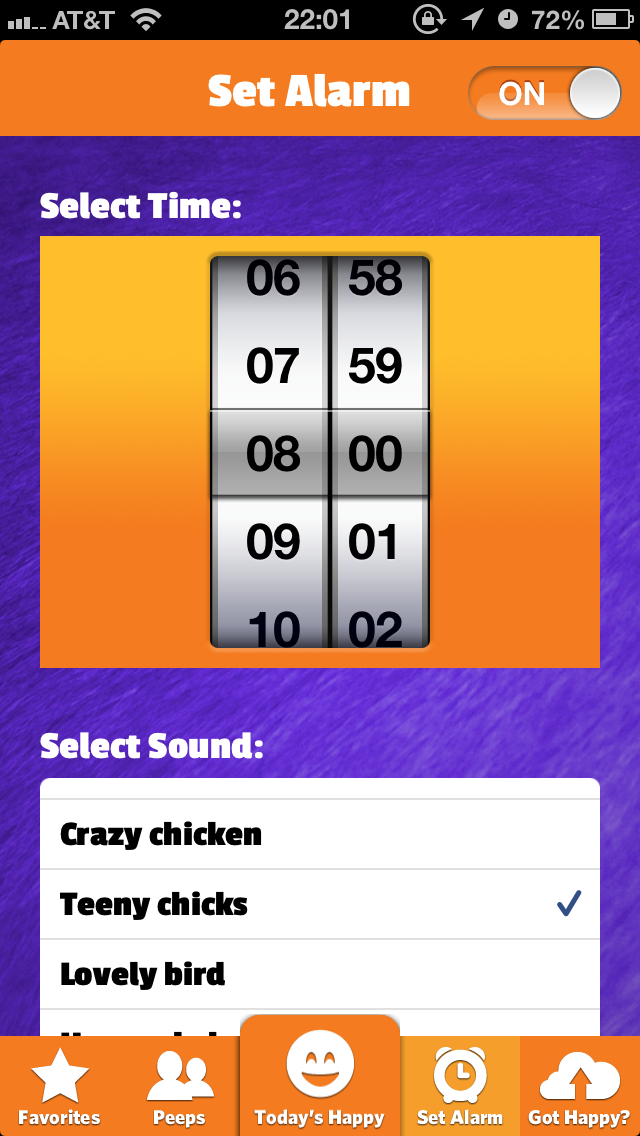 AT&T 22:01 72%
Set Alarm ON
Select Time:
06 58
07 59
08 00
09 01
10 02
Select Sound:
Crazy chicken
Teeny chicks
Lovely bird
Favorites Peeps Today's Happy Set Alarm Got Happy?